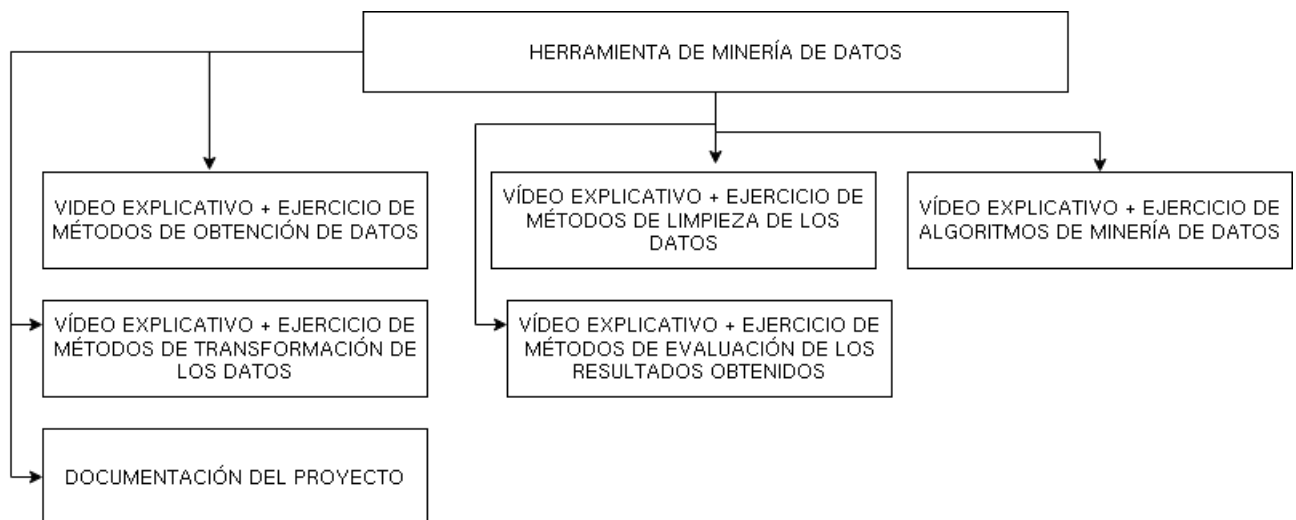 HERRAMIENTA DE MINERÍA DE DATOS
VIDEO EXPLICATIVO + EJERCICIO DE
MÉTODOS DE OBTENCIÓN DE DATOS
VÍDEO EXPLICATIVO + EJERCICIO DE
MÉTODOS DE LIMPIEZA DE LOS
DATOS
VÍDEO EXPLICATIVO + EJERCICIO DE
ALGORITMOS DE MINERÍA DE DATOS
VÍDEO EXPLICATIVO + EJERCICIO DE
MÉTODOS DE TRANSFORMACIÓN DE
LOS DATOS
VÍDEO EXPLICATIVO + EJERCICIO DE
MÉTODOS DE EVALUACIÓN DE LOS
RESULTADOS OBTENIDOS
DOCUMENTACIÓN DEL PROYECTO